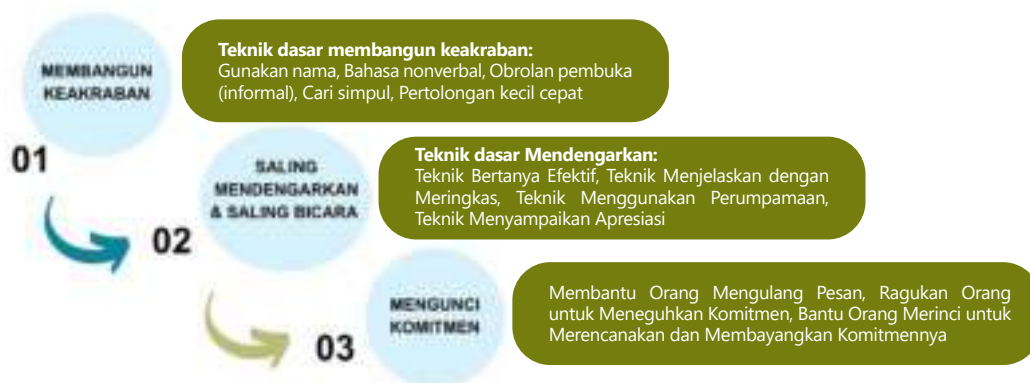 MEMBANGUN
KEAKRABAN
Teknik dasar membangun keakraban:
Gunakan nama, Bahasa nonverbal, Obrolan pembuka
(informal), Cari simpul, Pertolongan kecil cepat
01
SALING
MENDENGARKAN
& SALING BICARA
Teknik dasar Mendengarkan:
Teknik Bertanya Efektif, Teknik Menjelaskan dengan
Meringkas, Teknik Menggunakan Perumpamaan,
Teknik Menyampaikan Apresiasi
02
MENGUNCI
KOMITMEN
Membantu Orang Mengulang Pesan, Ragukan Orang
untuk Meneguhkan Komitmen, Bantu Orang Merinci untuk
Merencanakan dan Membayangkan Komitmennya
03